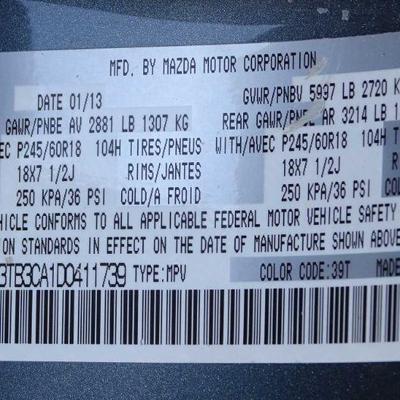 MFD. BY MAZDA MOTOR CORPORATION
DATE 01/13 GVWR/PNBV 5997 LB 2720 K
GAWR/PNBE AV 2881 LB 1307 KG REAR GAWR/PNBE AR 3214 LB 1
EC P245/60R18 104H TIRES/PNEUS WITH/AVEC P245/60R18 104H
18X7 1/2J RIMS/JANTES 18X7 1/2J
250 KPA/36 PSI COLD/A FROID 250 KPA/36 PSI CO
HICLE CONFORMS TO ALL APPLICABLE FEDERAL MOTOR VEHICLE SAFETY
ON STANDARDS IN EFFECT ON THE DATE OF MANUFACTURE SHOWN ABOVE
3TB3CA1D0411739 TYPE:MPV COLOR CODE:39T MADE